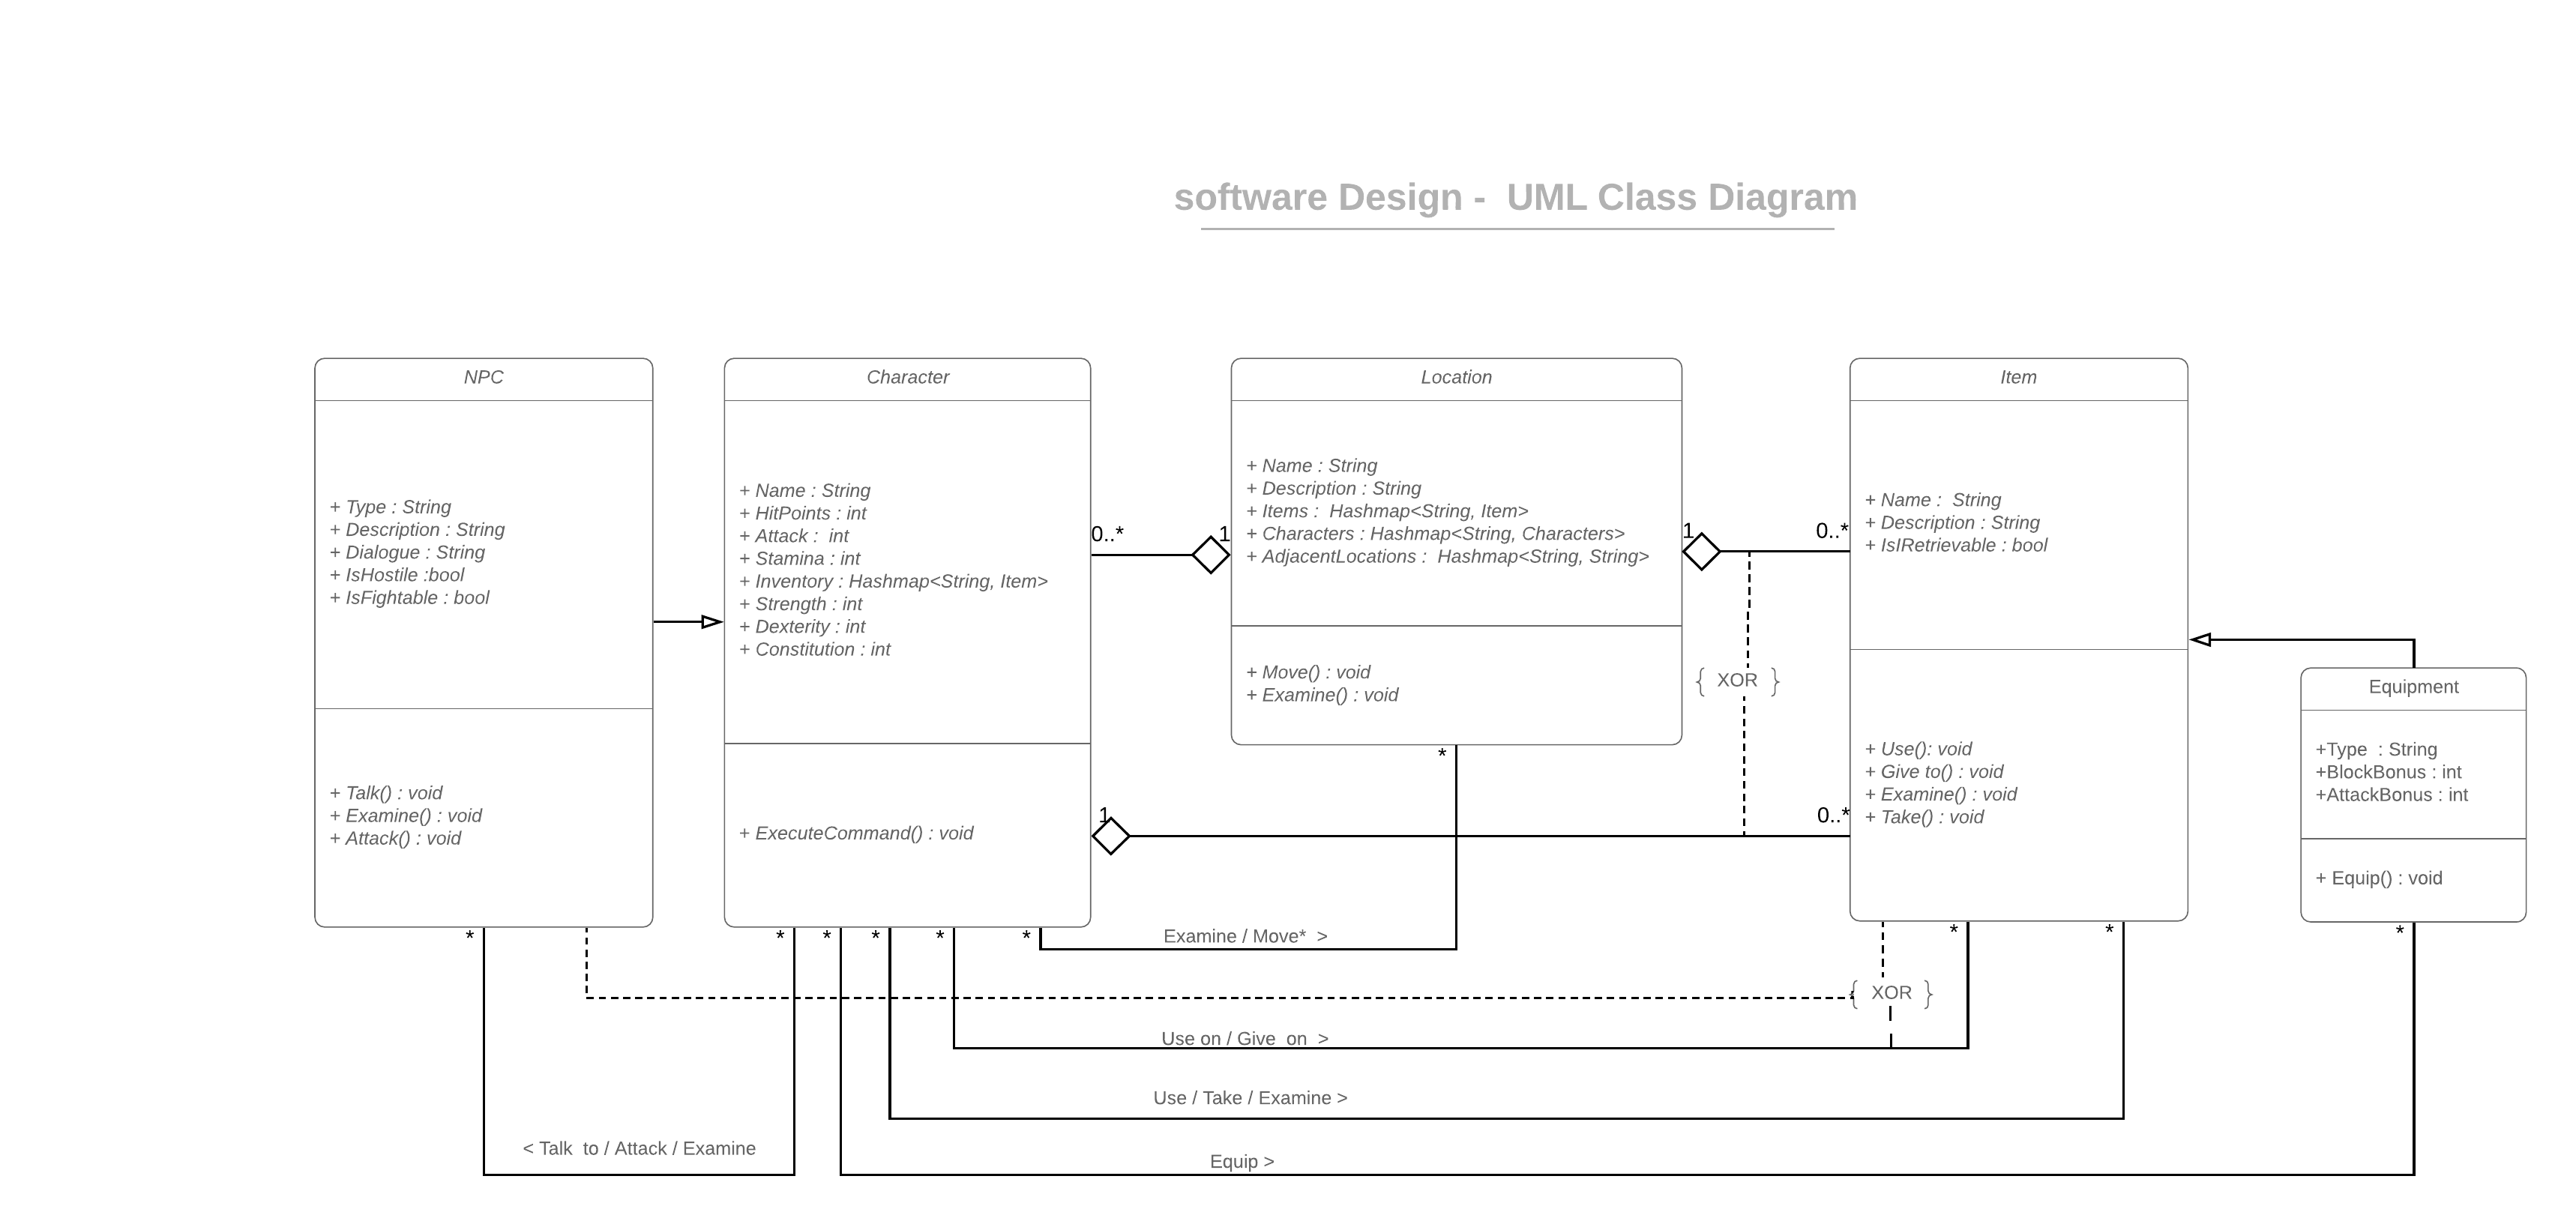 software Design -  UML Class Diagram
NPC
+ Type : String
+ Description : String
+ Dialogue : String
+ IsHostile :bool
+ IsFightable : bool
+ Talk() : void
+ Examine() : void
+ Attack() : void
Character
+ Name : String
+ HitPoints : int
+ Attack :  int
+ Stamina : int
+ Inventory : Hashmap<String, Item>
+ Strength : int
+ Dexterity : int
+ Constitution : int
+ ExecuteCommand() : void
0..*
1
Location
+ Name : String
+ Description : String
+ Items :  Hashmap<String, Item>
+ Characters : Hashmap<String, Characters>
+ AdjacentLocations :  Hashmap<String, String>
+ Move() : void
+ Examine() : void
1
0..*
{ XOR }
1
0..*
Item
+ Name :  String
+ Description : String
+ IsIRetrievable : bool
+ Use(): void
+ Give to() : void
+ Examine() : void
+ Take() : void
Equipment
+Type  : String
+BlockBonus : int
+AttackBonus : int
+ Equip() : void
*
*
*
*
*
*
*
*
*
*
Examine / Move*  >
{ XOR }
Use on / Give  on  >
Use / Take / Examine >
< Talk  to / Attack / Examine
Equip >